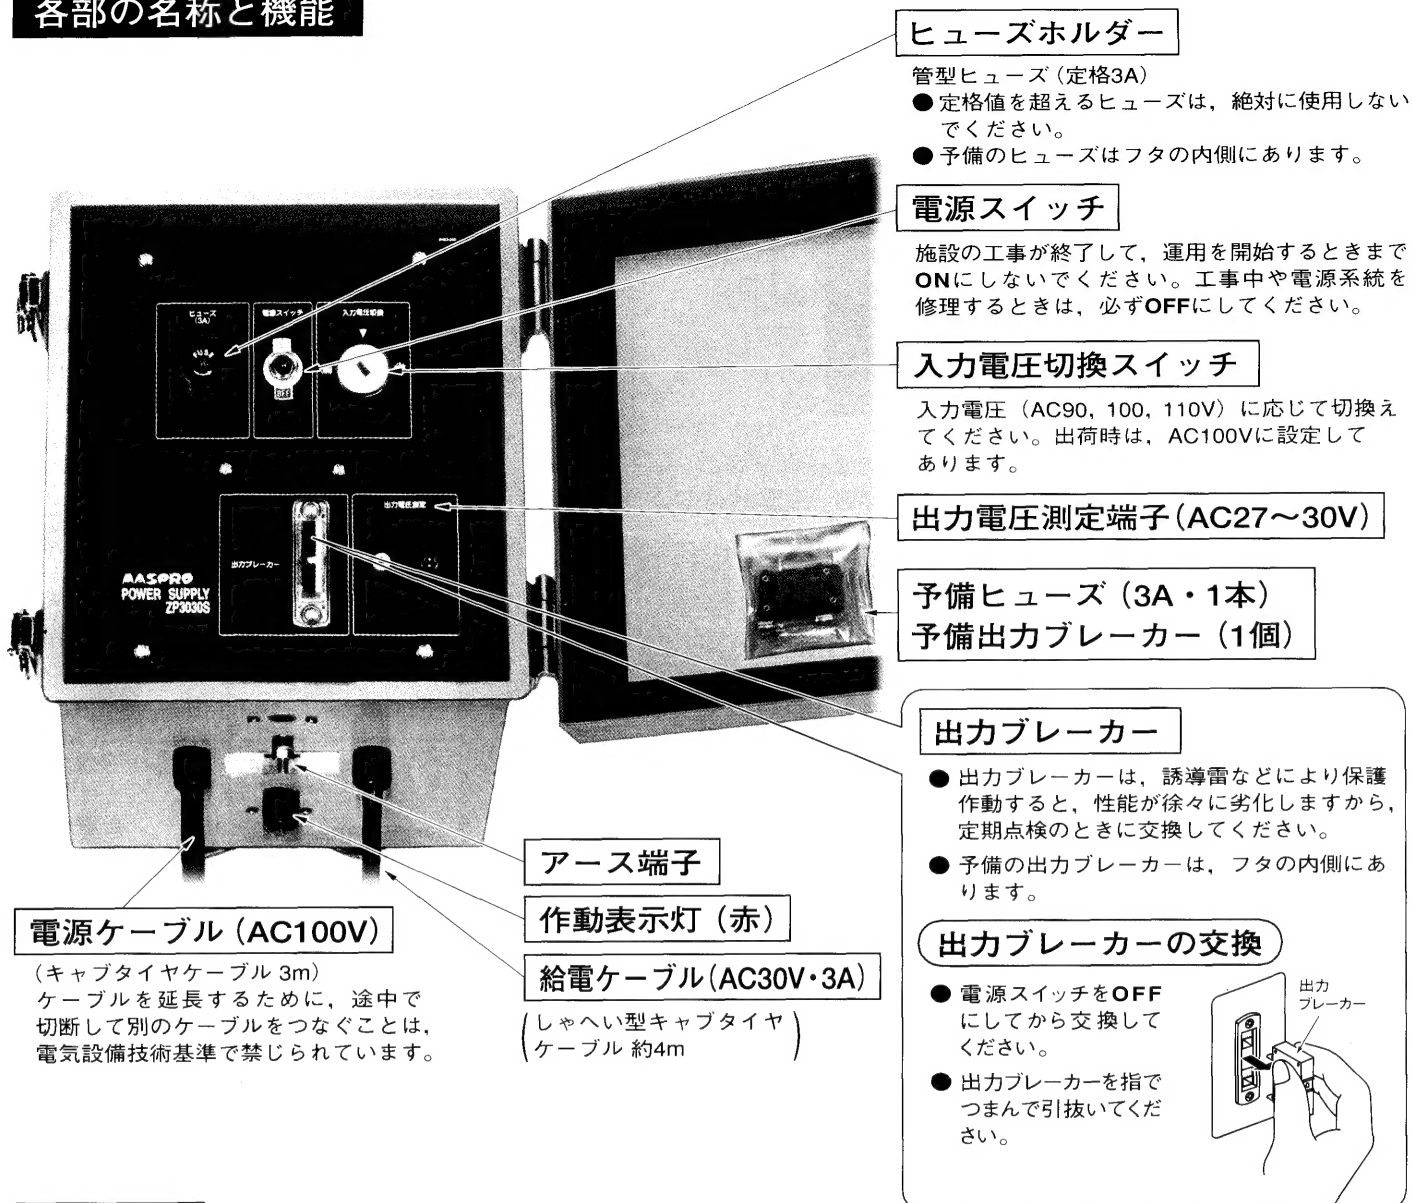 各部の名称と機能
ヒューズホルダー
管型ヒューズ（定格3A）
●定格値を超えるヒューズは，絶対に使用しない
でください。
●予備のヒューズはフタの内側にあります。
電源スイッチ
施設の工事が終了して，運用を開始するときまで
ONにしないでください。工事中や電源系統を
修理するときは，必ずOFFにしてください。
入力電圧切換スイッチ
入力電圧（AC90, 100, 110V）に応じて切換え
てください。出荷時は，AC100Vに設定して
あります。
出力電圧測定端子（AC27～30V）
予備ヒューズ（3A・1本）
予備出力ブレーカー（1個）
ヒューズ
(3A)
FUSE
電源スイッチ
OFF
入力電圧切換
出力ブレーカー
出力電圧測定
MASPRO
POWER SUPPLY
ZP3030S
出力ブレーカー
●出力ブレーカーは，誘導雷などにより保護
作動すると，性能が徐々に劣化しますから，
定期点検のときに交換してください。
●予備の出力ブレーカーは，フタの内側にあ
ります。
出力ブレーカーの交換
●電源スイッチをOFF
にしてから交換して
ください。
●出力ブレーカーを指で
つまんで引抜いてくだ
さい。
出力
ブレーカー
アース端子
作動表示灯（赤）
給電ケーブル（AC30V・3A）
（しゃへい型キャブタイヤ
ケーブル 約4m）
電源ケーブル（AC100V）
（キャブタイヤケーブル 3m）
ケーブルを延長するために，途中で
切断して別のケーブルをつなぐことは，
電気設備技術基準で禁じられています。